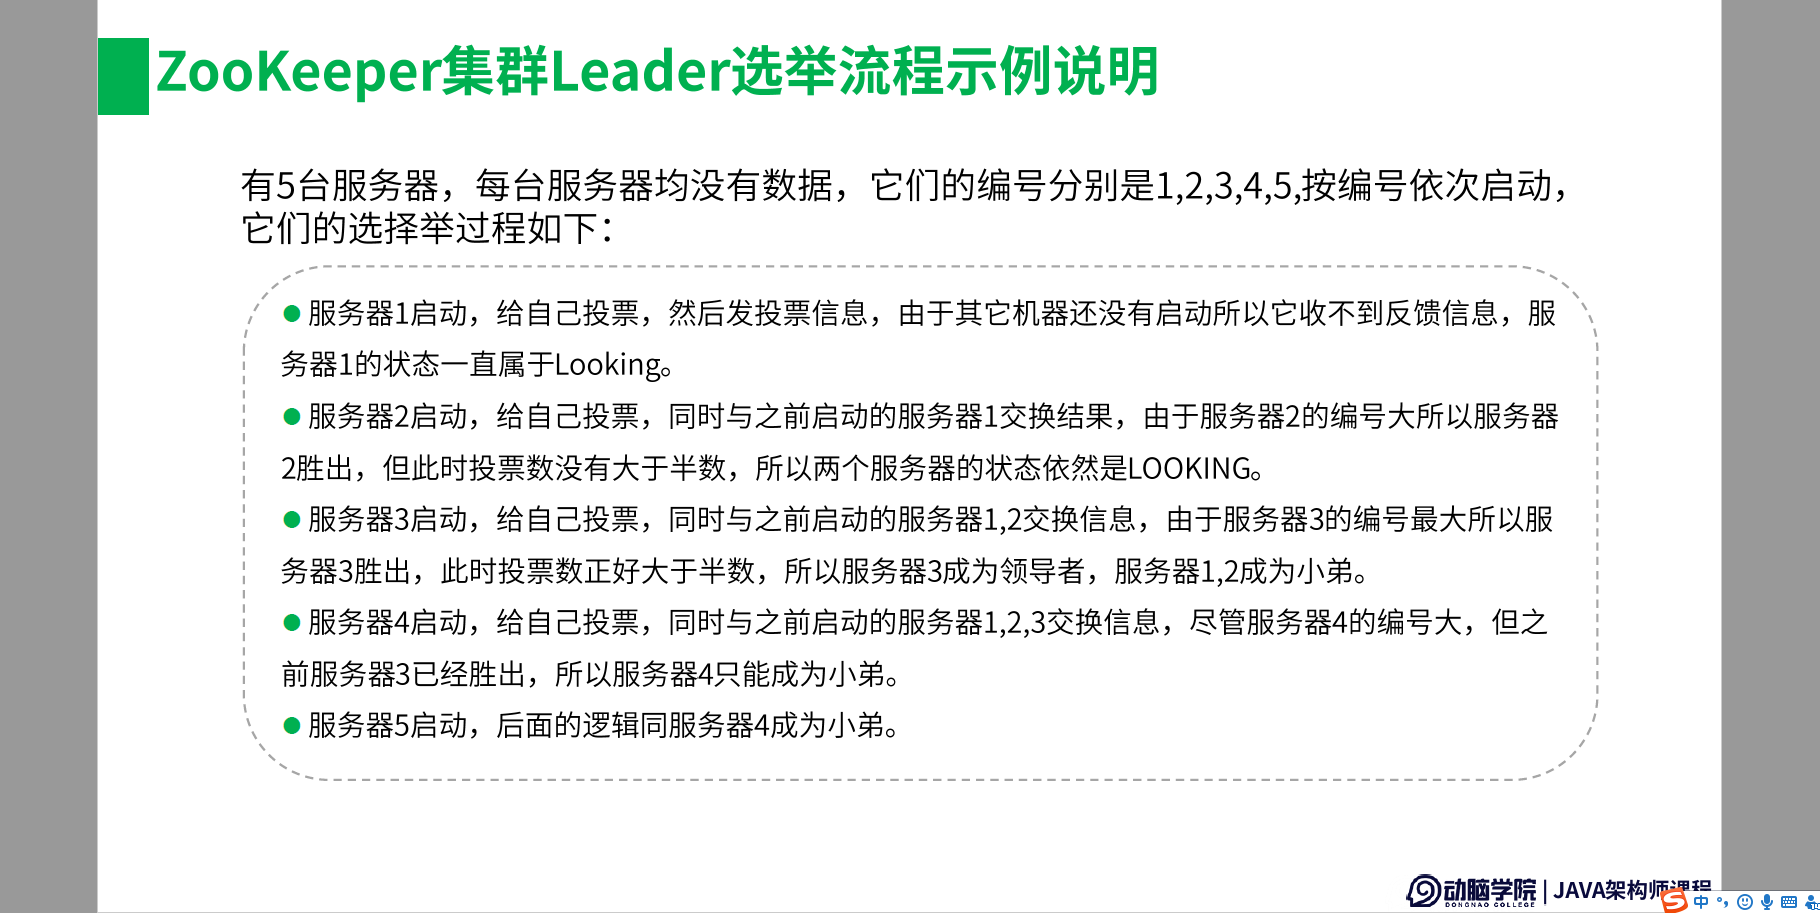 ZooKeeper集群Leader选举流程示例说明
有5台服务器，每台服务器均没有数据，它们的编号分别是1,2,3,4,5,按编号依次启动，
它们的选择举过程如下：
● 服务器1启动，给自己投票，然后发投票信息，由于其它机器还没有启动所以它收不到反馈信息，服
务器1的状态一直属于Looking。
● 服务器2启动，给自己投票，同时与之前启动的服务器1交换结果，由于服务器2的编号大所以服务器
2胜出，但此时投票数没有大于半数，所以两个服务器的状态依然是LOOKING。
● 服务器3启动，给自己投票，同时与之前启动的服务器1,2交换信息，由于服务器3的编号最大所以服
务器3胜出，此时投票数正好大于半数，所以服务器3成为领导者，服务器1,2成为小弟。
● 服务器4启动，给自己投票，同时与之前启动的服务器1,2,3交换信息，尽管服务器4的编号大，但之
前服务器3已经胜出，所以服务器4只能成为小弟。
● 服务器5启动，后面的逻辑同服务器4成为小弟。
动脑学院 | JAVA架构师课程
DONGNAO COLLEGE
中